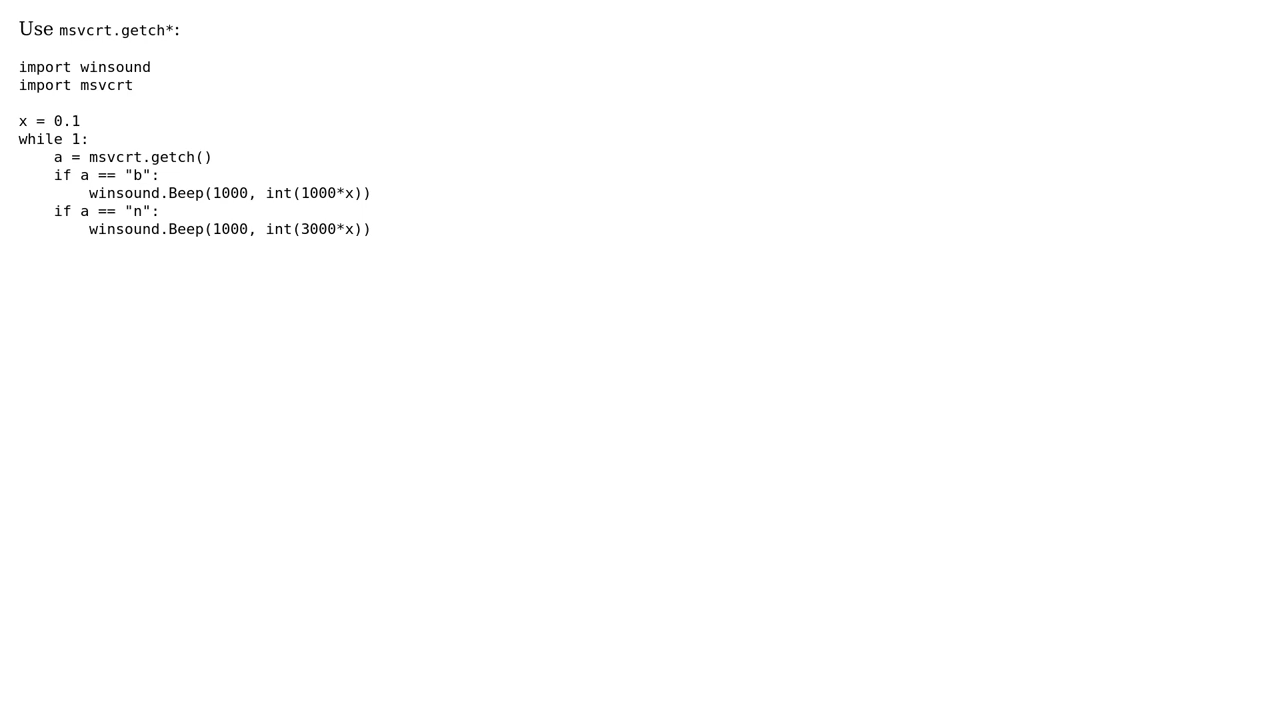 Use msvcrt.getch*:
import winsound
import msvcrt
x = 0.1
while 1:
    a = msvcrt.getch()
    if a == "b":
        winsound.Beep(1000, int(1000*x))
    if a == "n":
        winsound.Beep(1000, int(3000*x))